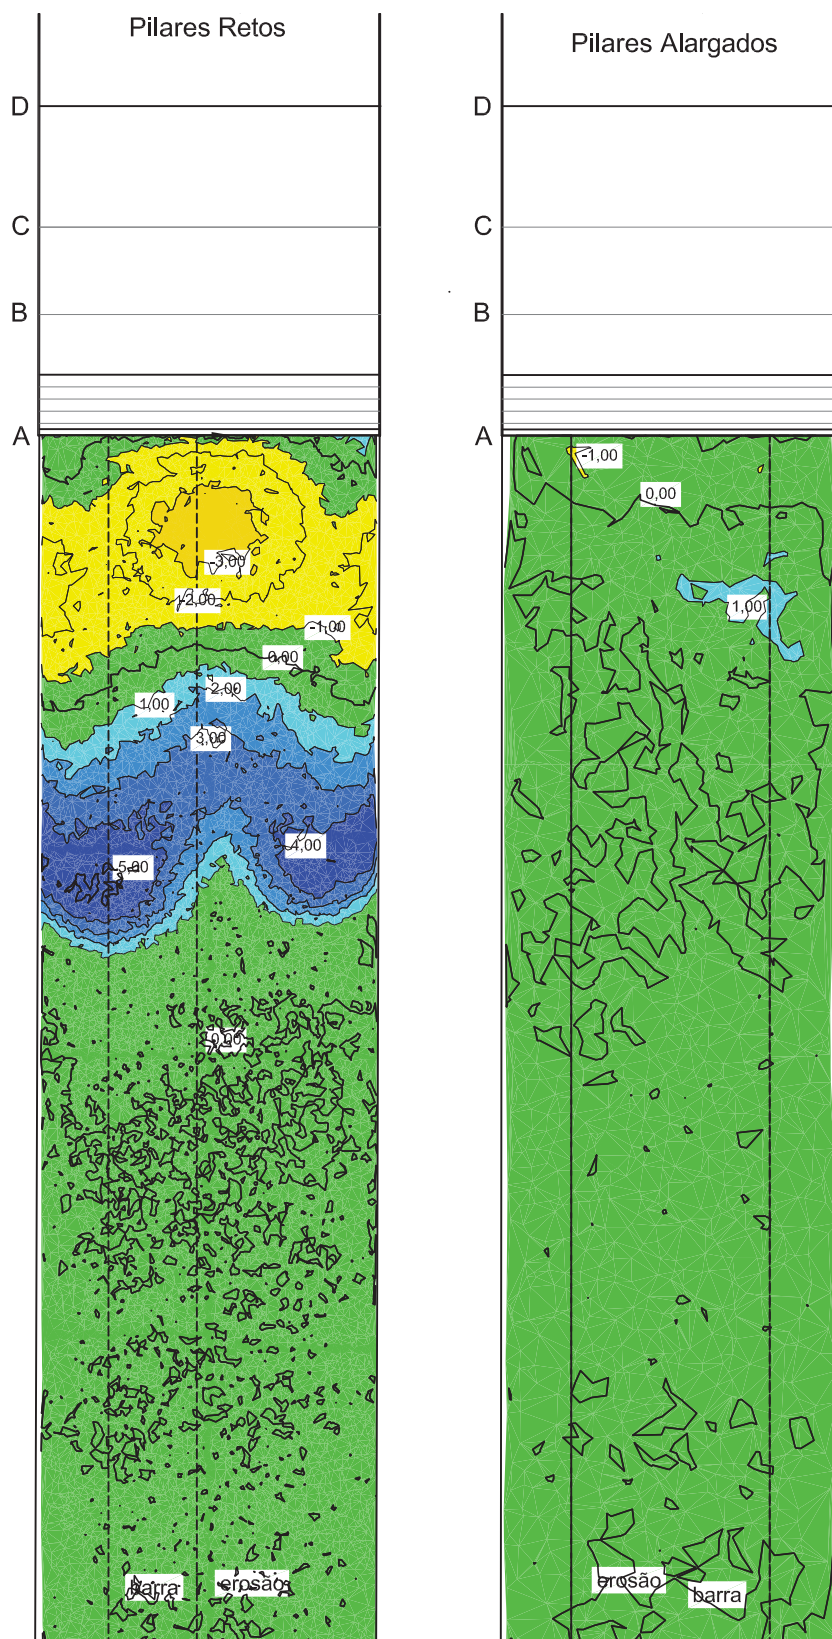 Pilares Retos
D
C
B
A
-3,00
-2,00
-1,00
0,00
2,00
1,00
3,00
4,00
5,00
0,00
barra
erosão
Pilares Alargados
D
C
B
A
-1,00
0,00
1,00
erosão
barra